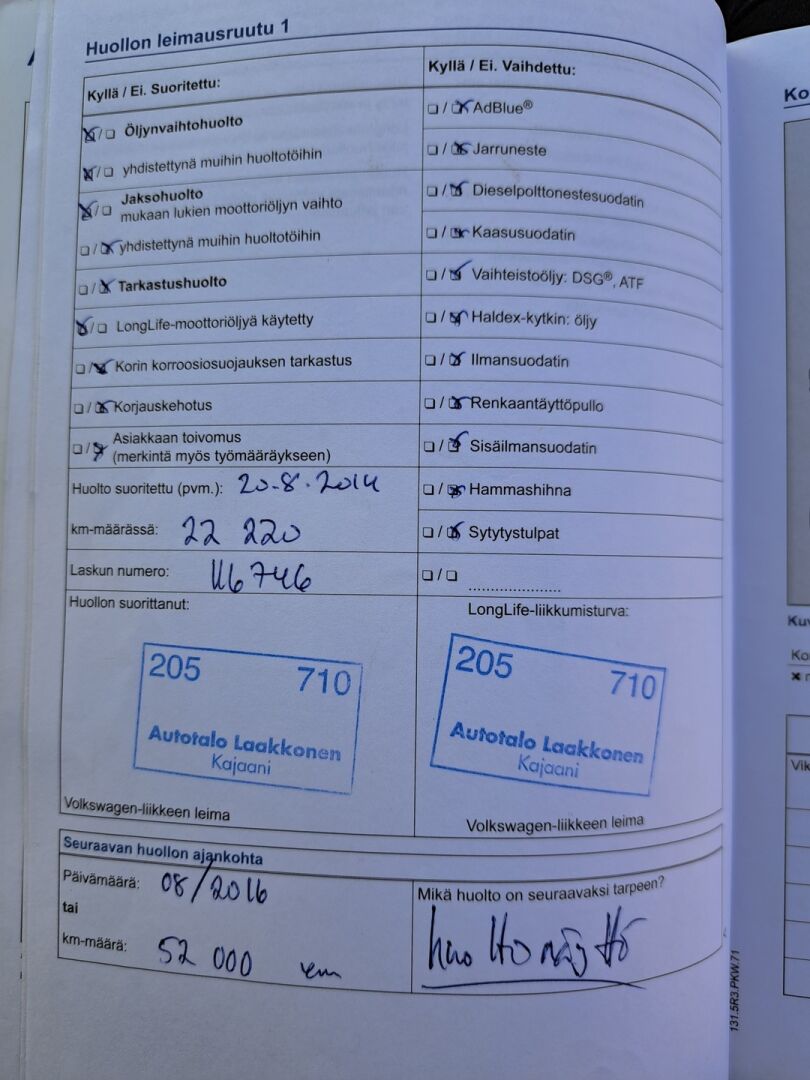 Huollon leimausruutu 1
Kyllä / Ei. Suoritettu:
☒/☐ Öljynvaihtohuolto
☒/☐ yhdistettynä muihin huoltotöihin
☒/☐ Jaksohuolto
mukaan lukien moottoriöljyn vaihto
☐/☒ yhdistettynä muihin huoltotöihin
☐/☒ Tarkastushuolto
☒/☐ LongLife-moottoriöljyä käytetty
☐/☒ Korin korroosiosuojauksen tarkastus
☐/☒ Korjauskehotus
☐/☒ Asiakkaan toivomus
(merkintä myös työmääräykseen)
Huolto suoritettu (pvm.): 20.8.2014
km-määrässä: 22 220
Laskun numero: 116746
Huollon suorittanut:
205 710
Autotalo Laakkonen
Kajaani
Volkswagen-liikkeen leima
Kyllä / Ei. Vaihdettu:
☐/☒ AdBlue®
☐/☒ Jarruneste
☐/☒ Dieselpolttonestesuodatin
☐/☒ Kaasusuodatin
☐/☒ Vaihteistoöljy: DSG®, ATF
☐/☒ Haldex-kytkin: öljy
☐/☒ Ilmansuodatin
☐/☒ Renkaantäyttöpullo
☐/☒ Sisäilmansuodatin
☐/☒ Hammashihna
☐/☒ Sytytystulpat
☐/☐ ......................
LongLife-liikkumisturva:
205 710
Autotalo Laakkonen
Kajaani
Volkswagen-liikkeen leima
Seuraavan huollon ajankohta
Päivämäärä: 08/2016
tai
km-määrä: 52 000
Mikä huolto on seuraavaksi tarpeen?
huoltonäyttö
131.5R3.PKW.71